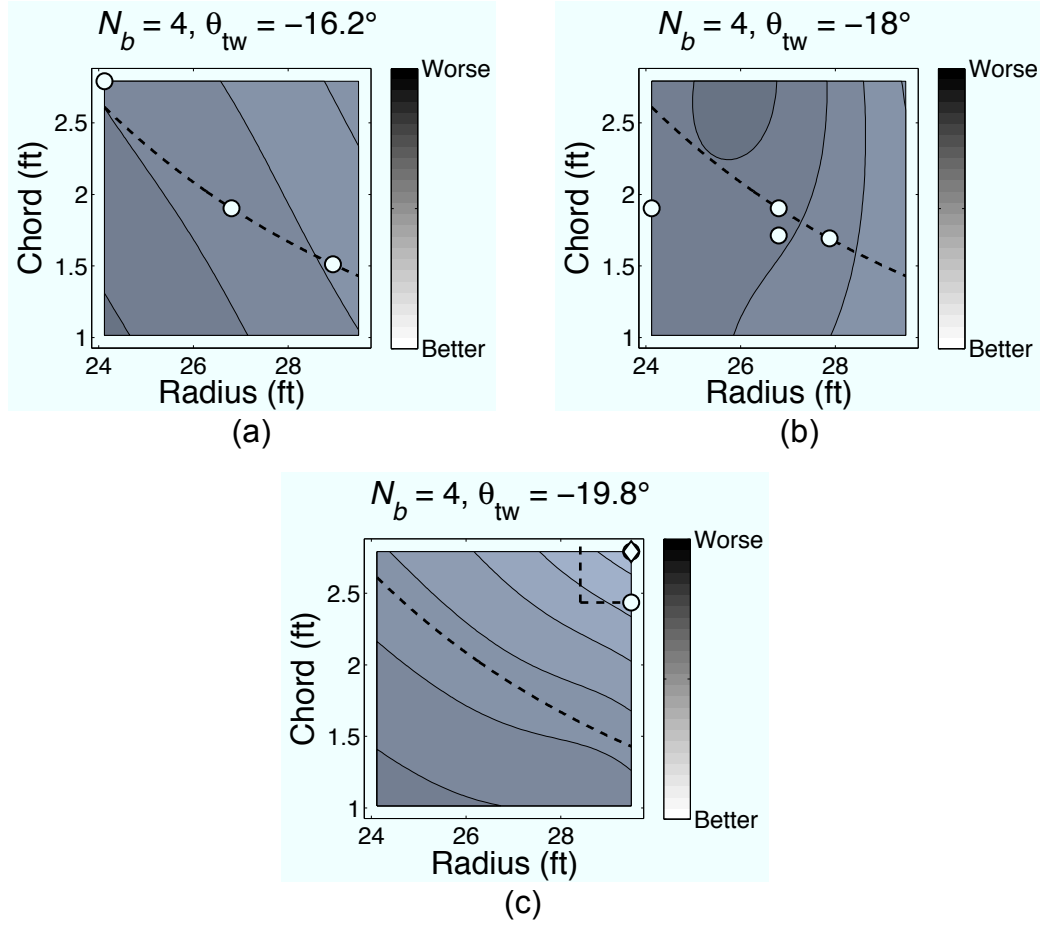 N_b = 4, θ_tw = −16.2°
Worse
Better
2.5
2
1.5
1
Chord (ft)
24 26 28
Radius (ft)
(a)
N_b = 4, θ_tw = −18°
Worse
Better
2.5
2
1.5
1
Chord (ft)
24 26 28
Radius (ft)
(b)
N_b = 4, θ_tw = −19.8°
Worse
Better
2.5
2
1.5
1
Chord (ft)
24 26 28
Radius (ft)
(c)